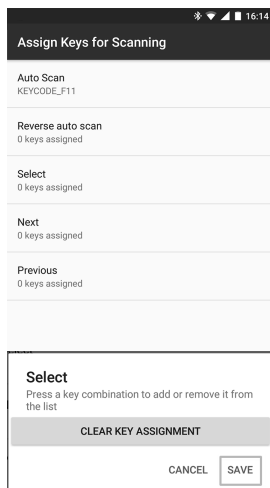 16:14
Assign Keys for Scanning
Auto Scan
KEYCODE_F11
Reverse auto scan
0 keys assigned
Select
0 keys assigned
Next
0 keys assigned
Previous
0 keys assigned
Select
Press a key combination to add or remove it from
the list
CLEAR KEY ASSIGNMENT
CANCEL SAVE